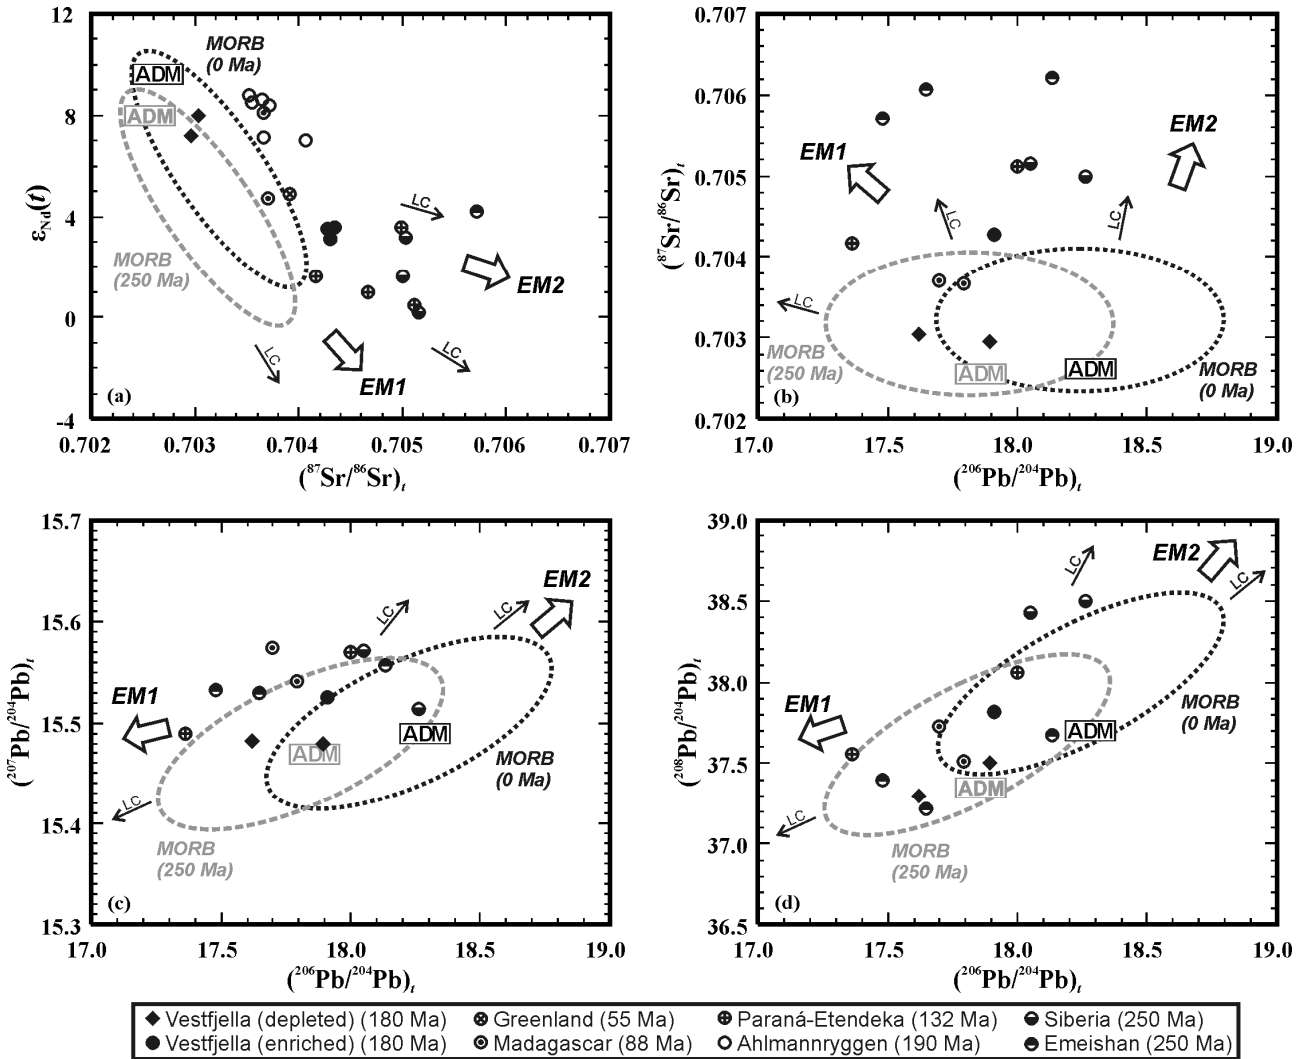 12
8
4
0
-4
εNd(t)
MORB
(0 Ma)
ADM
ADM
MORB
(250 Ma)
LC
EM2
LC
LC
EM1
(a)
0.702 0.703 0.704 0.705 0.706 0.707
(⁸⁷Sr/⁸⁶Sr)t
0.707
0.706
0.705
0.704
0.703
0.702
(⁸⁷Sr/⁸⁶Sr)t
EM1
EM2
LC
LC
LC
MORB
(250 Ma)
ADM
ADM
MORB
(0 Ma)
(b)
17.0 17.5 18.0 18.5 19.0
(²⁰⁶Pb/²⁰⁴Pb)t
15.7
15.6
15.5
15.4
15.3
(²⁰⁷Pb/²⁰⁴Pb)t
EM2
LC
LC
EM1
ADM
ADM
MORB
(0 Ma)
LC
MORB
(250 Ma)
(c)
17.0 17.5 18.0 18.5 19.0
(²⁰⁶Pb/²⁰⁴Pb)t
39.0
38.5
38.0
37.5
37.0
36.5
(²⁰⁸Pb/²⁰⁴Pb)t
EM2
LC
LC
EM1
MORB
(0 Ma)
ADM
ADM
LC
MORB
(250 Ma)
(d)
17.0 17.5 18.0 18.5 19.0
(²⁰⁶Pb/²⁰⁴Pb)t
Vestfjella (depleted) (180 Ma) Greenland (55 Ma) Paraná-Etendeka (132 Ma) Siberia (250 Ma)
Vestfjella (enriched) (180 Ma) Madagascar (88 Ma) Ahlmannryggen (190 Ma) Emeishan (250 Ma)